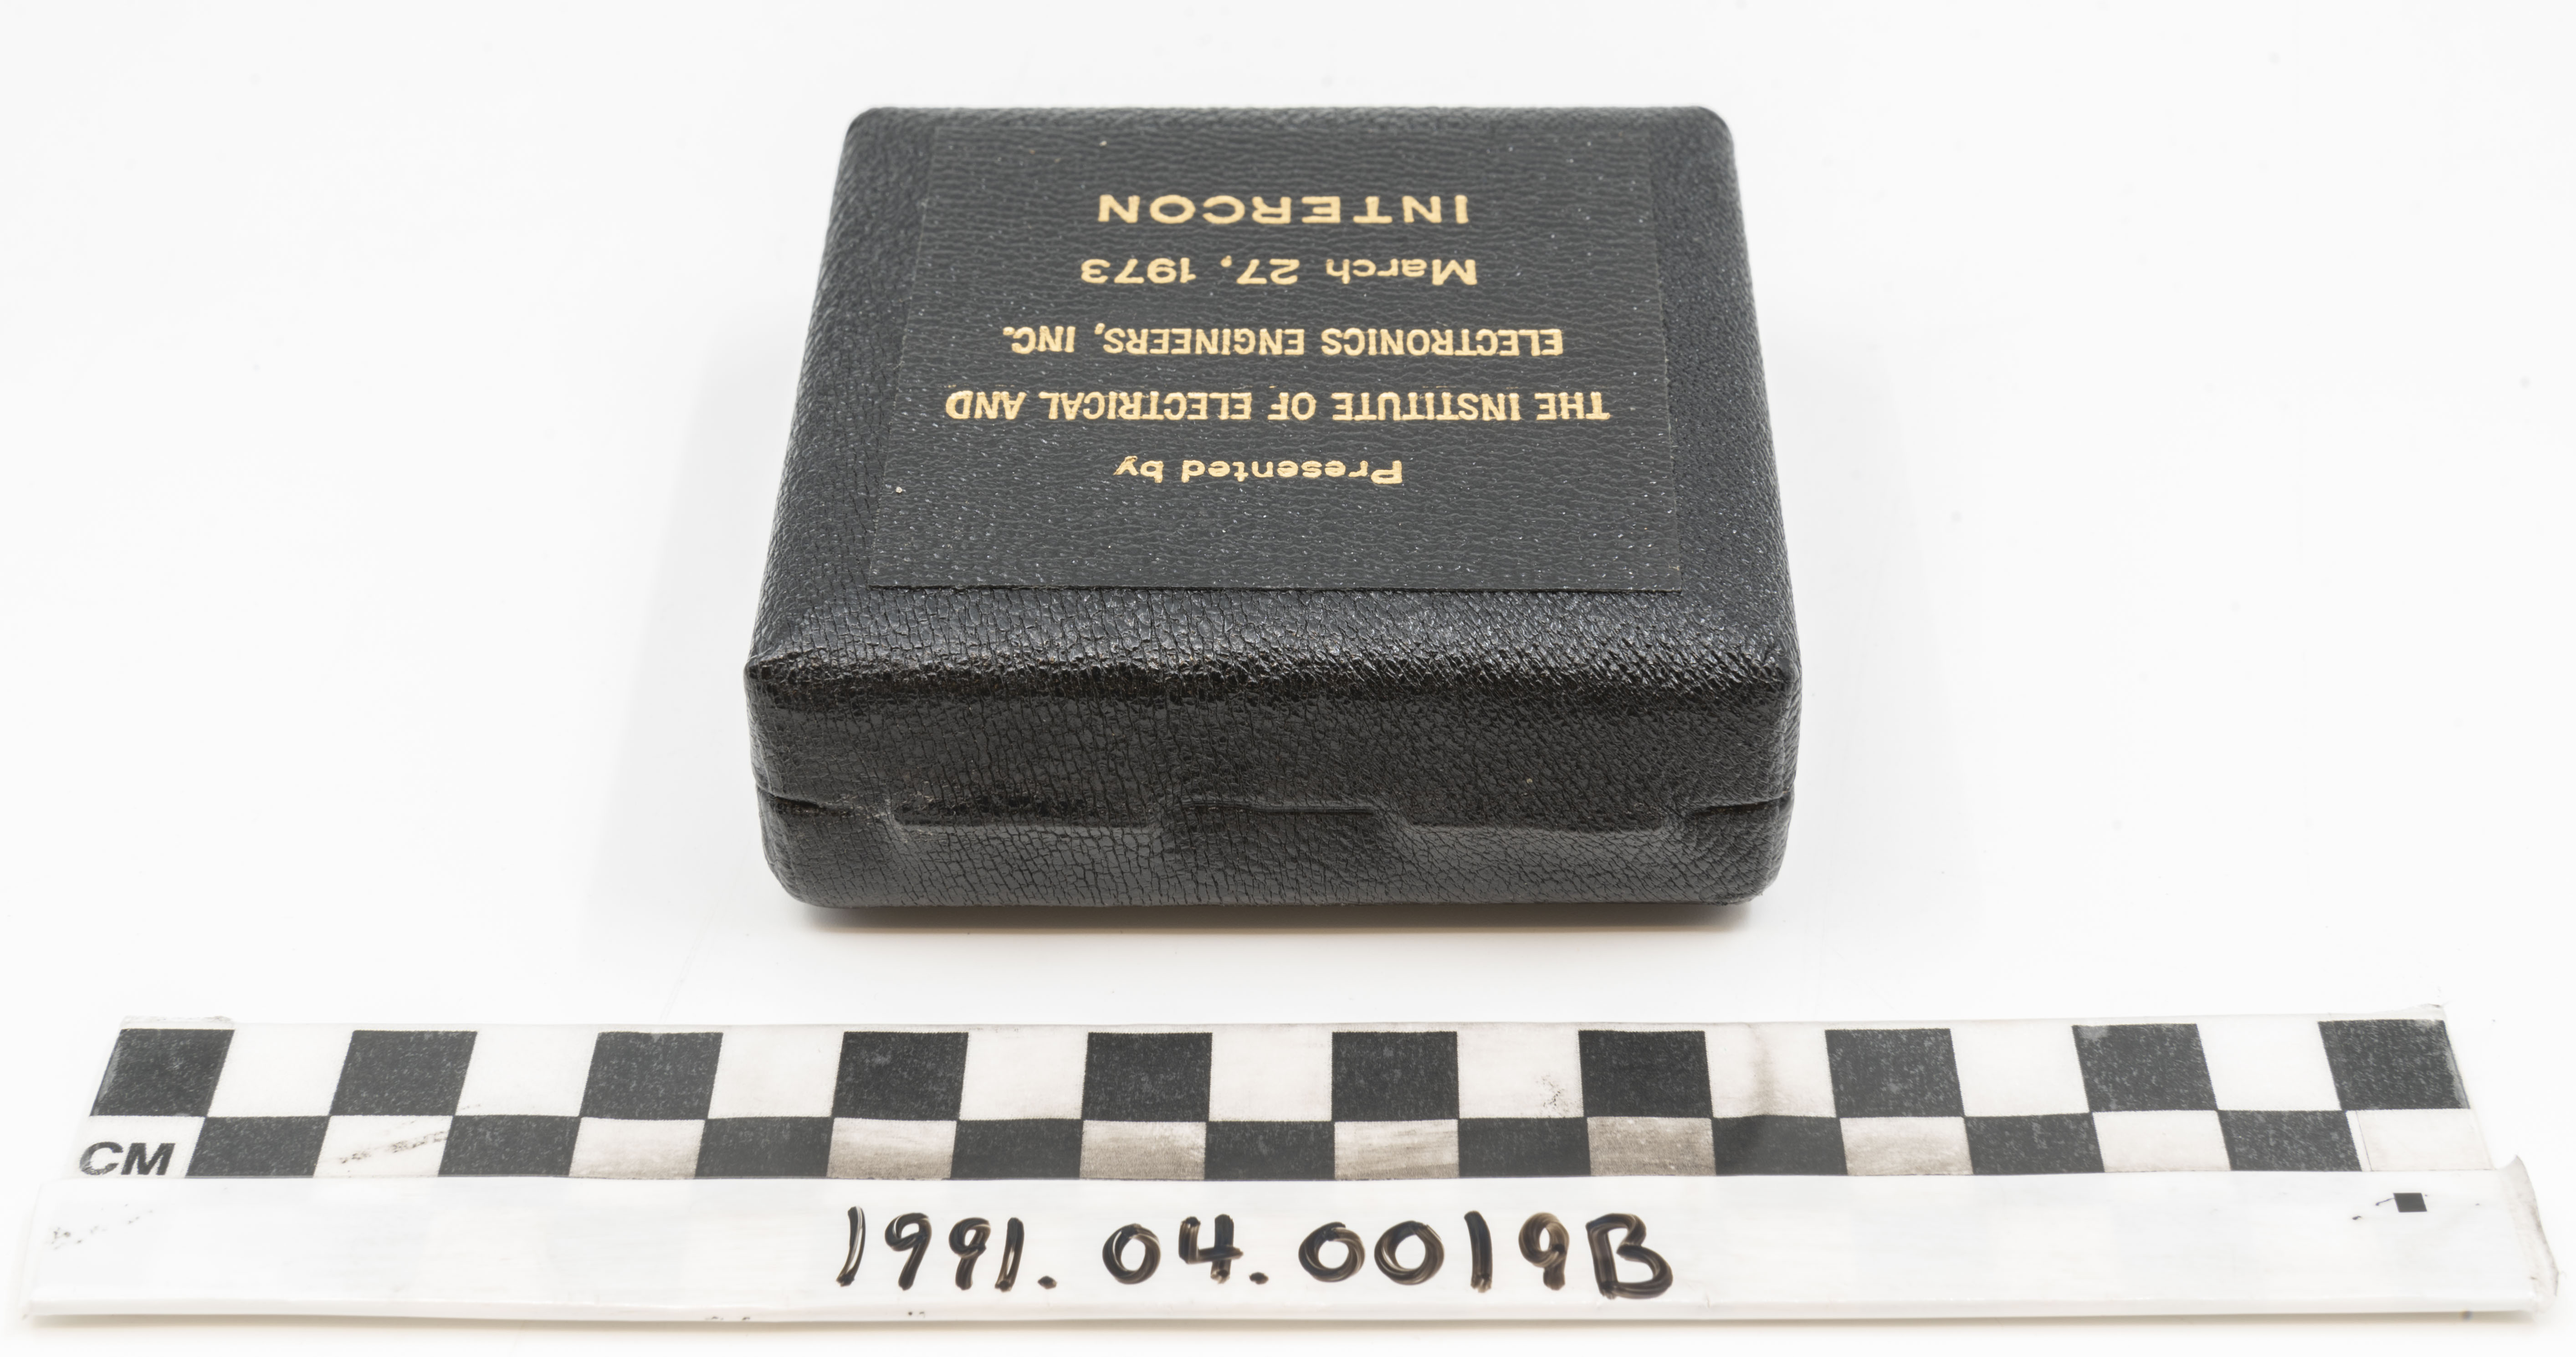 Presented by
THE INSTITUTE OF ELECTRICAL AND
ELECTRONICS ENGINEERS, INC.
March 27, 1973
INTERCON
CM
1991.04.0019B